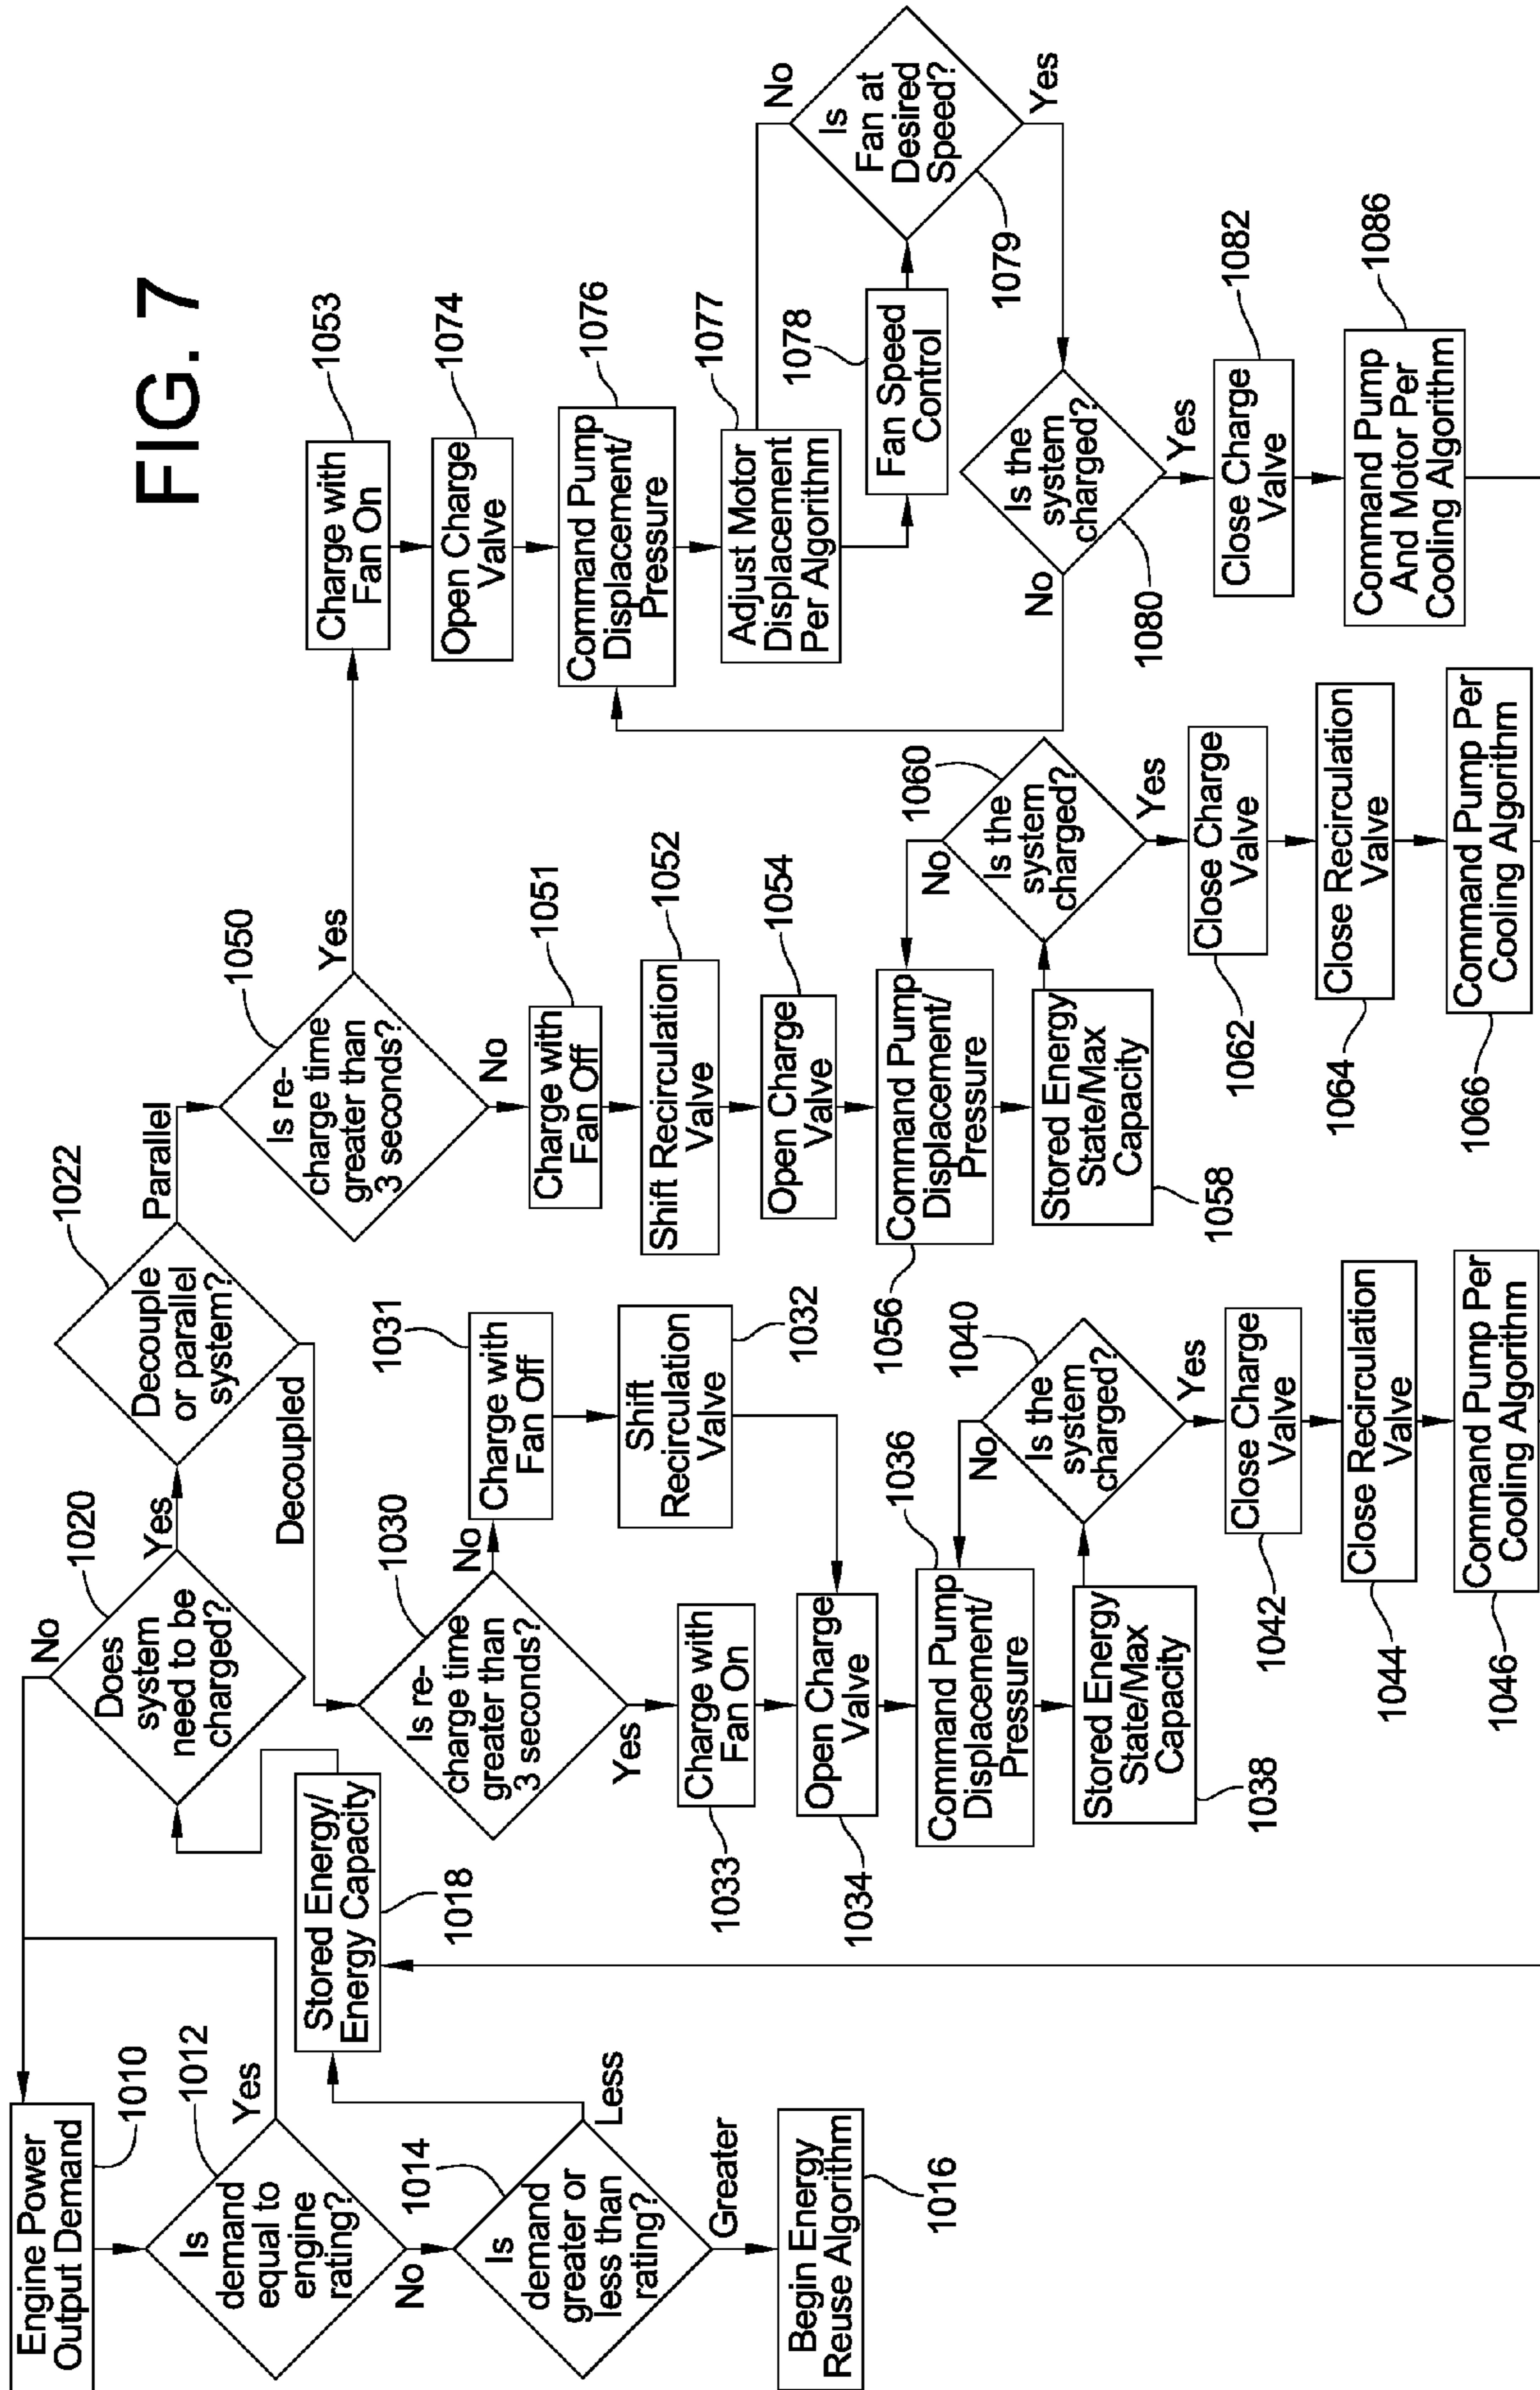 FIG. 7
Engine Power
Output Demand
1010
Is
demand
equal to
engine
rating?
1012
Yes
No
Is
demand
greater or
less than
rating?
1014
Less
Greater
Begin Energy
Reuse Algorithm
1016
Stored Energy/
Energy Capacity
1018
Does
system
need to be
charged?
1020
No
Yes
Decouple
or parallel
system?
1022
Parallel
Decoupled
Is re-
charge time
greater than
3 seconds?
1030
No
Yes
Charge with
Fan Off
1031
Shift
Recirculation
Valve
1032
Charge with
Fan On
1033
Open Charge
Valve
1034
Command Pump
Displacement/
Pressure
1036
Stored Energy
State/Max
Capacity
1038
Is the
system
charged?
1040
No
Yes
Close Charge
Valve
1042
Close Recirculation
Valve
1044
Command Pump Per
Cooling Algorithm
1046
Is re-
charge time
greater than
3 seconds?
1050
Yes
No
Charge with
Fan Off
1051
Shift Recirculation
Valve
1052
Open Charge
Valve
1054
Command Pump
Displacement/
Pressure
1056
Stored Energy
State/Max
Capacity
1058
Is the
system
charged?
1060
No
Yes
Close Charge
Valve
1062
Close Recirculation
Valve
1064
Command Pump Per
Cooling Algorithm
1066
Charge with
Fan On
1053
Open Charge
Valve
1074
Command Pump
Displacement/
Pressure
1076
Adjust Motor
Displacement
Per Algorithm
1077
Fan Speed
Control
1078
Is
Fan at
Desired
Speed?
1079
No
Yes
Is the
system
charged?
1080
No
Yes
Close Charge
Valve
1082
Command Pump
And Motor Per
Cooling Algorithm
1086